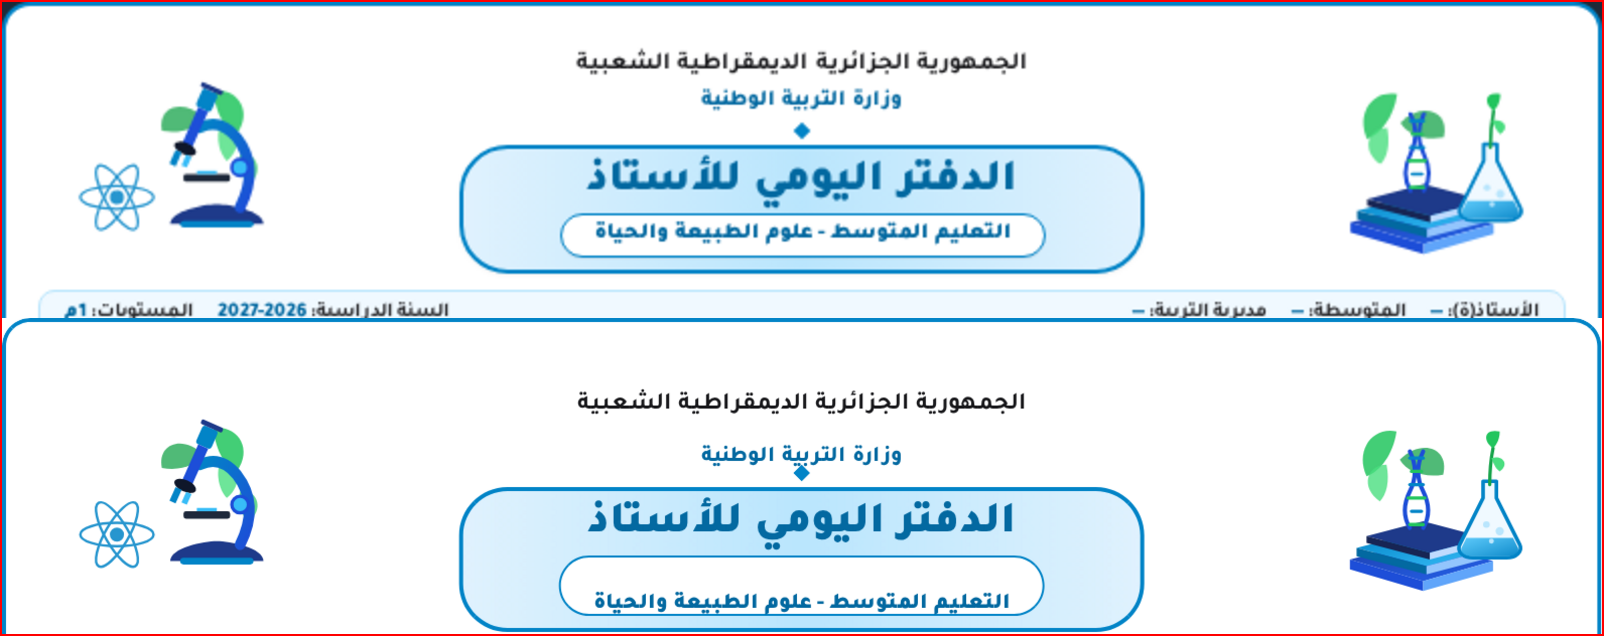 الجمهورية الجزائرية الديمقراطية الشعبية
وزارة التربية الوطنية
الدفتر اليومي للأستاذ
التعليم المتوسط - علوم الطبيعة والحياة
الأستاذ(ة): – المتوسطة: – مديرية التربية: – السنة الدراسية: 2026-2027 المستويات: 1م
الجمهورية الجزائرية الديمقراطية الشعبية
وزارة التربية الوطنية
الدفتر اليومي للأستاذ
التعليم المتوسط - علوم الطبيعة والحياة